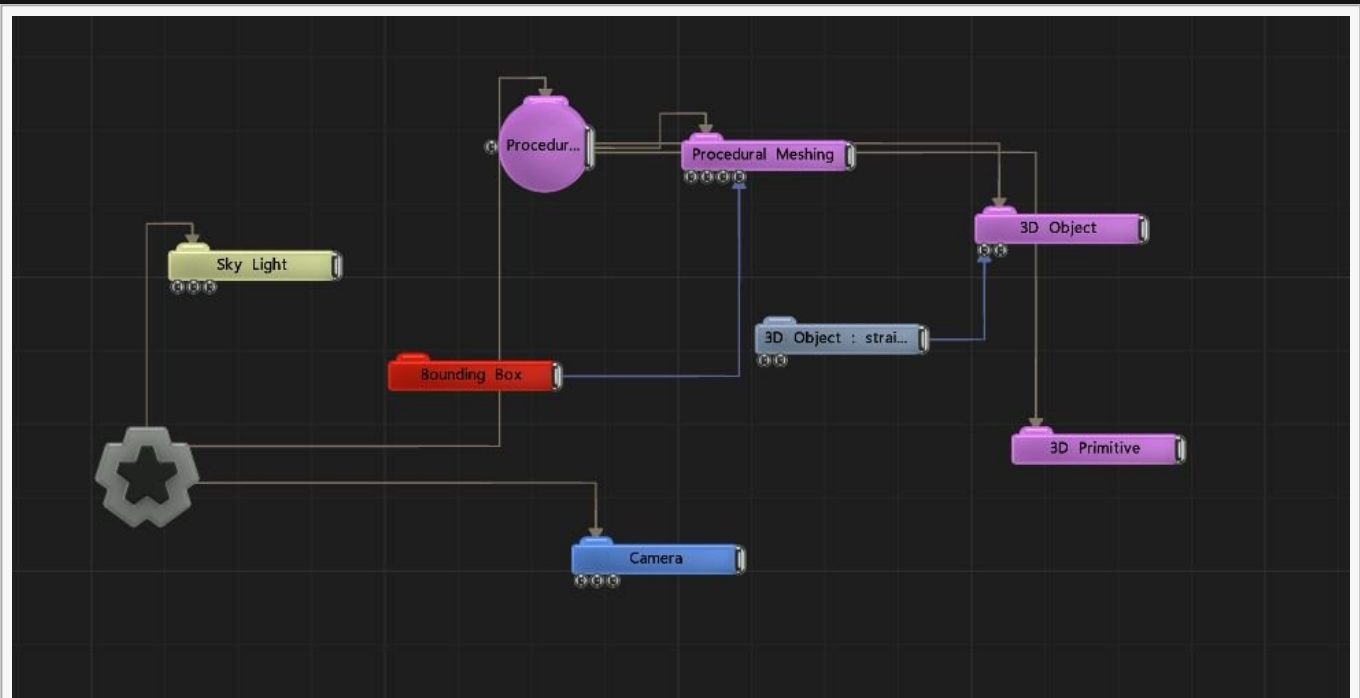 Procedur...
Procedural Meshing
3D Object
Sky Light
3D Object : strai...
Bounding Box
3D Primitive
Camera